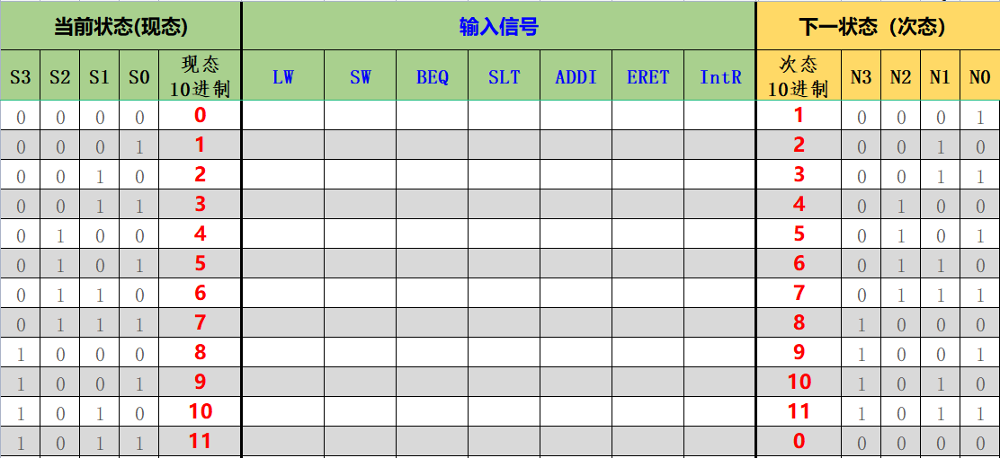 当前状态(现态) 输入信号 下一状态（次态）
S3 S2 S1 S0 现态 10进制 LW SW BEQ SLT ADDI ERET IntR 次态 10进制 N3 N2 N1 N0
0 0 0 0 0 1 0 0 0 1
0 0 0 1 1 2 0 0 1 0
0 0 1 0 2 3 0 0 1 1
0 0 1 1 3 4 0 1 0 0
0 1 0 0 4 5 0 1 0 1
0 1 0 1 5 6 0 1 1 0
0 1 1 0 6 7 0 1 1 1
0 1 1 1 7 8 1 0 0 0
1 0 0 0 8 9 1 0 0 1
1 0 0 1 9 10 1 0 1 0
1 0 1 0 10 11 1 0 1 1
1 0 1 1 11 0 0 0 0 0